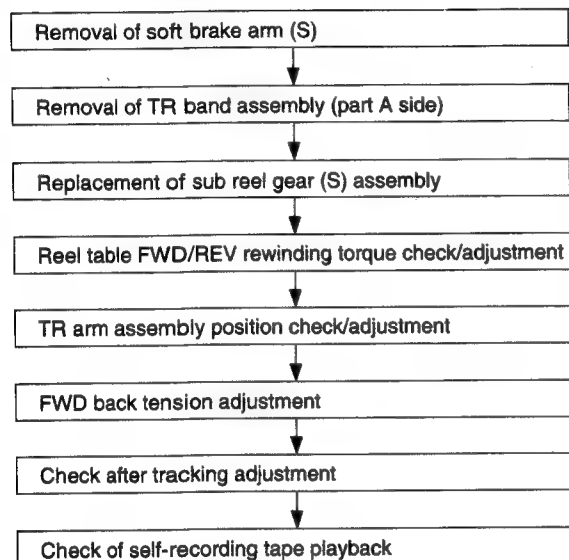 Removal of soft brake arm (S)
Removal of TR band assembly (part A side)
Replacement of sub reel gear (S) assembly
Reel table FWD/REV rewinding torque check/adjustment
TR arm assembly position check/adjustment
FWD back tension adjustment
Check after tracking adjustment
Check of self-recording tape playback